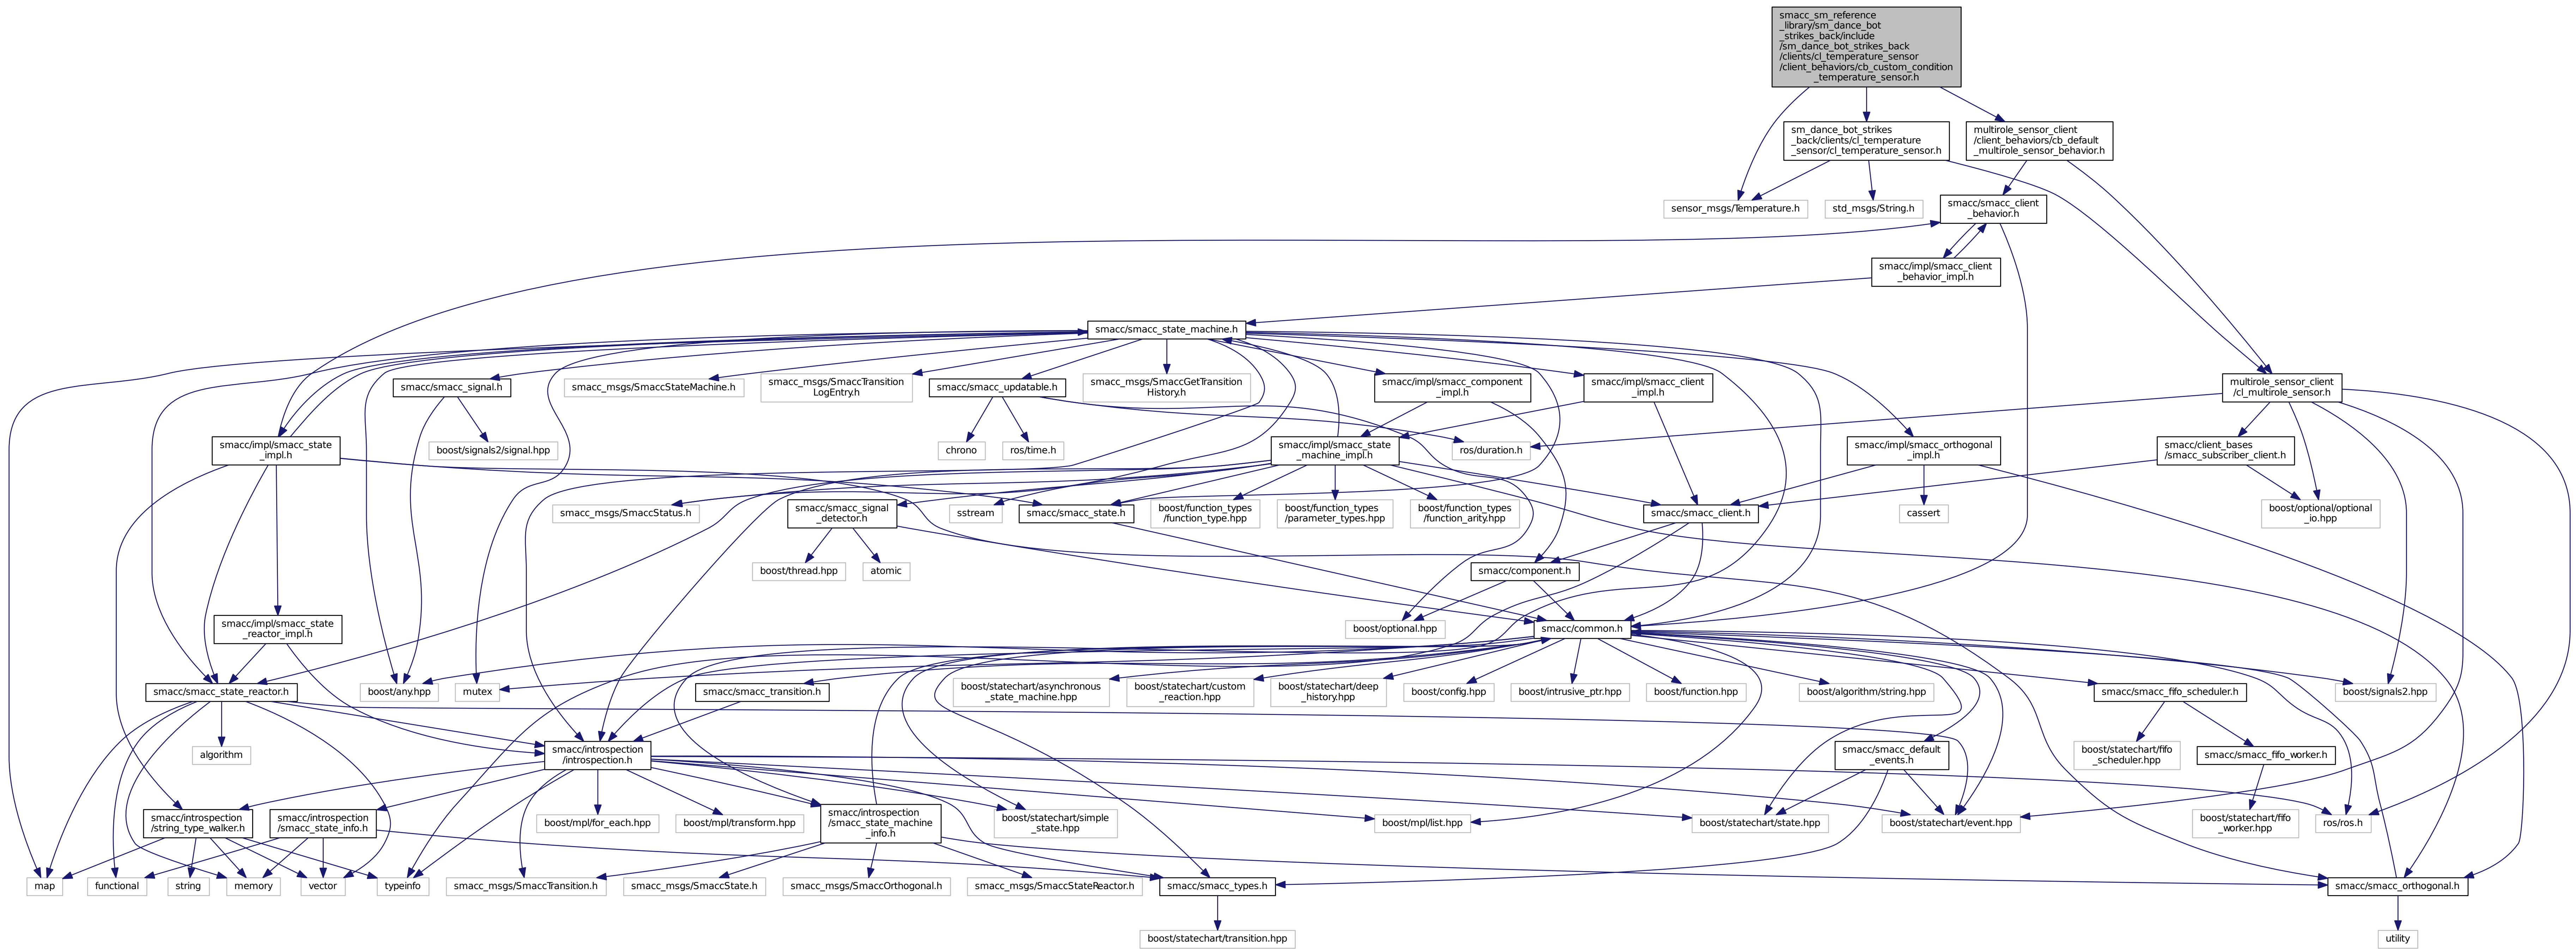 smacc_sm_reference
_library/sm_dance_bot
_strikes_back/include
/sm_dance_bot_strikes_back
/clients/cl_temperature_sensor
/client_behaviors/cb_custom_condition
_temperature_sensor.h
sm_dance_bot_strikes
_back/clients/cl_temperature
_sensor/cl_temperature_sensor.h
multirole_sensor_client
/client_behaviors/cb_default
_multirole_sensor_behavior.h
sensor_msgs/Temperature.h
std_msgs/String.h
smacc/smacc_client
_behavior.h
smacc/impl/smacc_client
_behavior_impl.h
smacc/smacc_state_machine.h
smacc/smacc_signal.h
smacc_msgs/SmaccStateMachine.h
smacc_msgs/SmaccTransition
LogEntry.h
smacc/smacc_updatable.h
smacc_msgs/SmaccGetTransition
History.h
smacc/impl/smacc_component
_impl.h
smacc/impl/smacc_client
_impl.h
multirole_sensor_client
/cl_multirole_sensor.h
smacc/impl/smacc_state
_impl.h
boost/signals2/signal.hpp
chrono
ros/time.h
smacc/impl/smacc_state
_machine_impl.h
ros/duration.h
smacc/impl/smacc_orthogonal
_impl.h
smacc/client_bases
/smacc_subscriber_client.h
smacc_msgs/SmaccStatus.h
smacc/smacc_signal
_detector.h
sstream
smacc/smacc_state.h
boost/function_types
/function_type.hpp
boost/function_types
/parameter_types.hpp
boost/function_types
/function_arity.hpp
smacc/smacc_client.h
cassert
boost/optional/optional
_io.hpp
boost/thread.hpp
atomic
smacc/component.h
smacc/impl/smacc_state
_reactor_impl.h
boost/optional.hpp
smacc/common.h
smacc/smacc_state_reactor.h
boost/any.hpp
mutex
smacc/smacc_transition.h
boost/statechart/asynchronous
_state_machine.hpp
boost/statechart/custom
_reaction.hpp
boost/statechart/deep
_history.hpp
boost/config.hpp
boost/intrusive_ptr.hpp
boost/function.hpp
boost/algorithm/string.hpp
smacc/smacc_fifo_scheduler.h
boost/signals2.hpp
algorithm
smacc/introspection
/introspection.h
smacc/smacc_default
_events.h
boost/statechart/fifo
_scheduler.hpp
smacc/smacc_fifo_worker.h
smacc/introspection
/string_type_walker.h
smacc/introspection
/smacc_state_info.h
boost/mpl/for_each.hpp
boost/mpl/transform.hpp
smacc/introspection
/smacc_state_machine
_info.h
boost/statechart/simple
_state.hpp
boost/mpl/list.hpp
boost/statechart/state.hpp
boost/statechart/event.hpp
boost/statechart/fifo
_worker.hpp
ros/ros.h
map
functional
string
memory
vector
typeinfo
smacc_msgs/SmaccTransition.h
smacc_msgs/SmaccState.h
smacc_msgs/SmaccOrthogonal.h
smacc_msgs/SmaccStateReactor.h
smacc/smacc_types.h
smacc/smacc_orthogonal.h
boost/statechart/transition.hpp
utility